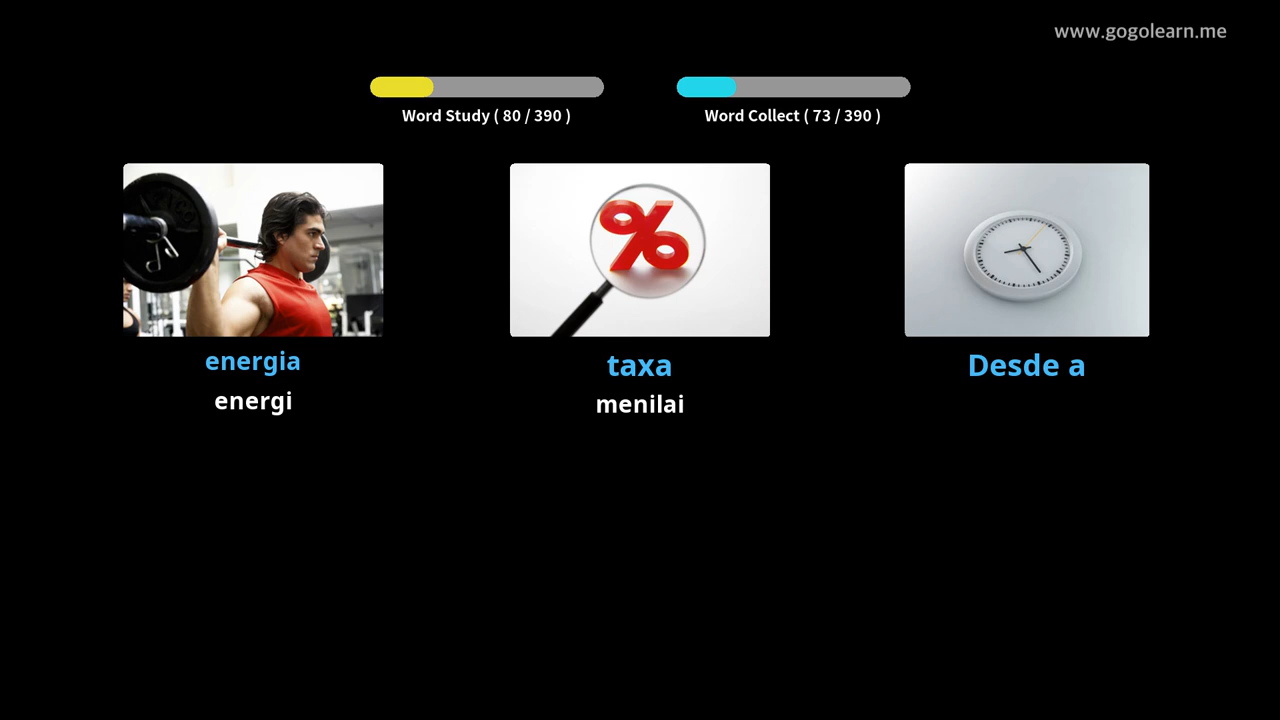 www.gogolearn.me
Word Study ( 80 / 390 )
Word Collect ( 73 / 390 )
energia
energi
taxa
menilai
Desde a